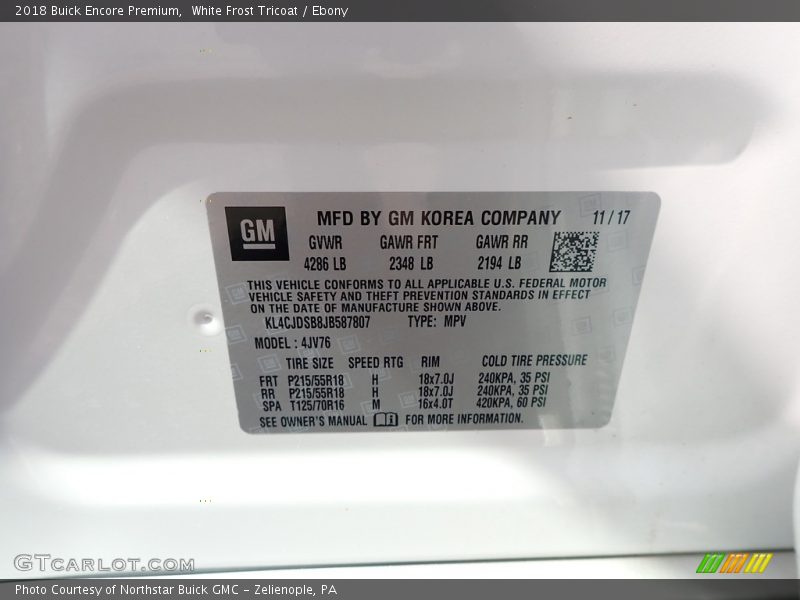 2018 Buick Encore Premium,  White Frost Tricoat / Ebony
GM MFD BY GM KOREA COMPANY 11/17
GVWR GAWR FRT GAWR RR
4286 LB 2348 LB 2194 LB
THIS VEHICLE CONFORMS TO ALL APPLICABLE U.S. FEDERAL MOTOR
VEHICLE SAFETY AND THEFT PREVENTION STANDARDS IN EFFECT
ON THE DATE OF MANUFACTURE SHOWN ABOVE.
KL4CJDSB8JB587807 TYPE: MPV
MODEL : 4JV76
TIRE SIZE SPEED RTG RIM COLD TIRE PRESSURE
FRT P215/55R18 H 18x7.0J 240KPA, 35 PSI
RR P215/55R18 H 18x7.0J 240KPA, 35 PSI
SPA T125/70R16 M 16x4.0T 420KPA, 60 PSI
SEE OWNER'S MANUAL FOR MORE INFORMATION.
GTCARLOT.COM
Photo Courtesy of Northstar Buick GMC - Zelienople, PA